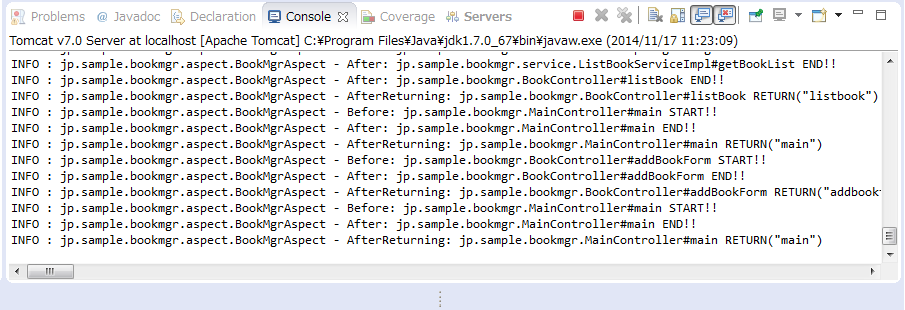 Problems @ Javadoc Declaration Console Coverage Servers
Tomcat v7.0 Server at localhost [Apache Tomcat] C:¥Program Files¥Java¥jdk1.7.0_67¥bin¥javaw.exe (2014/11/17 11:23:09)
INFO : jp.sample.bookmgr.aspect.BookMgrAspect - After: jp.sample.bookmgr.service.ListBookServiceImpl#getBookList END!!
INFO : jp.sample.bookmgr.aspect.BookMgrAspect - After: jp.sample.bookmgr.BookController#listBook END!!
INFO : jp.sample.bookmgr.aspect.BookMgrAspect - AfterReturning: jp.sample.bookmgr.BookController#listBook RETURN("listbook")
INFO : jp.sample.bookmgr.aspect.BookMgrAspect - Before: jp.sample.bookmgr.MainController#main START!!
INFO : jp.sample.bookmgr.aspect.BookMgrAspect - After: jp.sample.bookmgr.MainController#main END!!
INFO : jp.sample.bookmgr.aspect.BookMgrAspect - AfterReturning: jp.sample.bookmgr.MainController#main RETURN("main")
INFO : jp.sample.bookmgr.aspect.BookMgrAspect - Before: jp.sample.bookmgr.BookController#addBookForm START!!
INFO : jp.sample.bookmgr.aspect.BookMgrAspect - After: jp.sample.bookmgr.BookController#addBookForm END!!
INFO : jp.sample.bookmgr.aspect.BookMgrAspect - AfterReturning: jp.sample.bookmgr.BookController#addBookForm RETURN("addbook
INFO : jp.sample.bookmgr.aspect.BookMgrAspect - Before: jp.sample.bookmgr.MainController#main START!!
INFO : jp.sample.bookmgr.aspect.BookMgrAspect - After: jp.sample.bookmgr.MainController#main END!!
INFO : jp.sample.bookmgr.aspect.BookMgrAspect - AfterReturning: jp.sample.bookmgr.MainController#main RETURN("main")